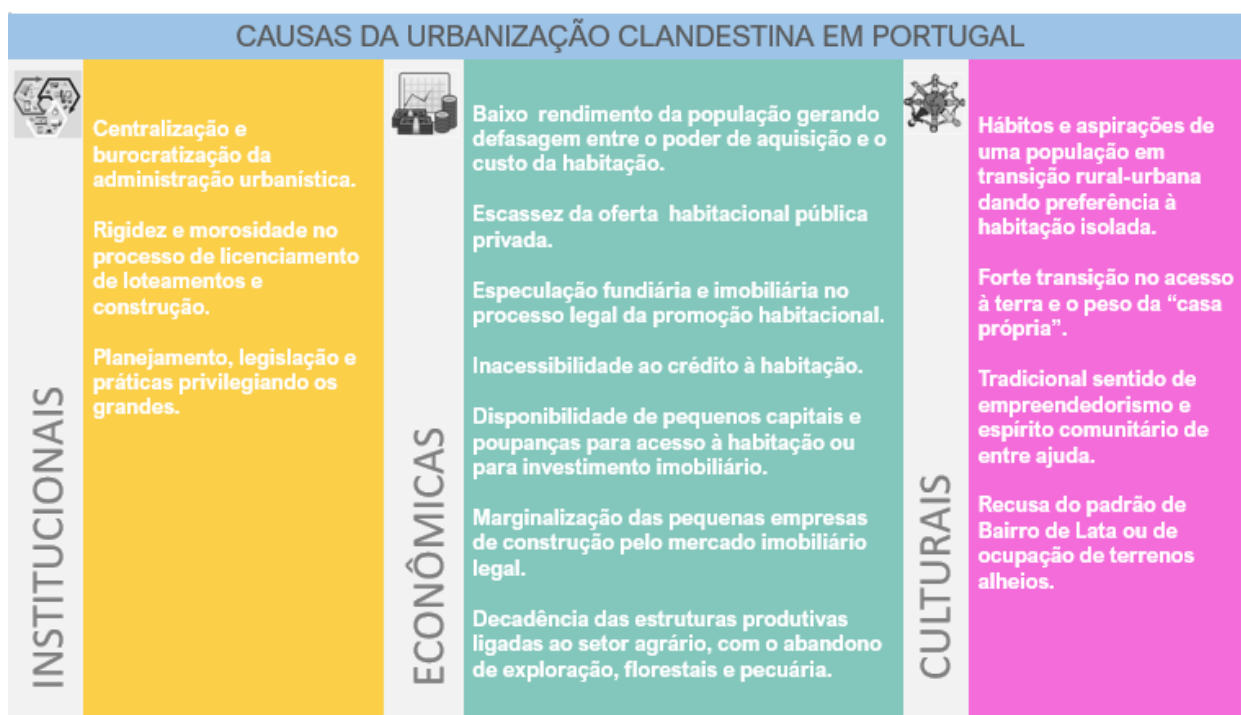 CAUSAS DA URBANIZAÇÃO CLANDESTINA EM PORTUGAL
INSTITUCIONAIS
Centralização e
burocratização da
administração urbanística.
Rigidez e morosidade no
processo de licenciamento
de loteamentos e
construção.
Planejamento, legislação e
práticas privilegiando os
grandes.
ECONÔMICAS
Baixo rendimento da população gerando
defasagem entre o poder de aquisição e o
custo da habitação.
Escassez da oferta habitacional pública
privada.
Especulação fundiária e imobiliária no
processo legal da promoção habitacional.
Inacessibilidade ao crédito à habitação.
Disponibilidade de pequenos capitais e
poupanças para acesso à habitação ou
para investimento imobiliário.
Marginalização das pequenas empresas
de construção pelo mercado imobiliário
legal.
Decadência das estruturas produtivas
ligadas ao setor agrário, com o abandono
de exploração, florestais e pecuária.
CULTURAIS
Hábitos e aspirações de
uma população em
transição rural-urbana
dando preferência à
habitação isolada.
Forte transição no acesso
à terra e o peso da “casa
própria”.
Tradicional sentido de
empreendedorismo e
espírito comunitário de
entre ajuda.
Recusa do padrão de
Bairro de Lata ou de
ocupação de terrenos
alheios.